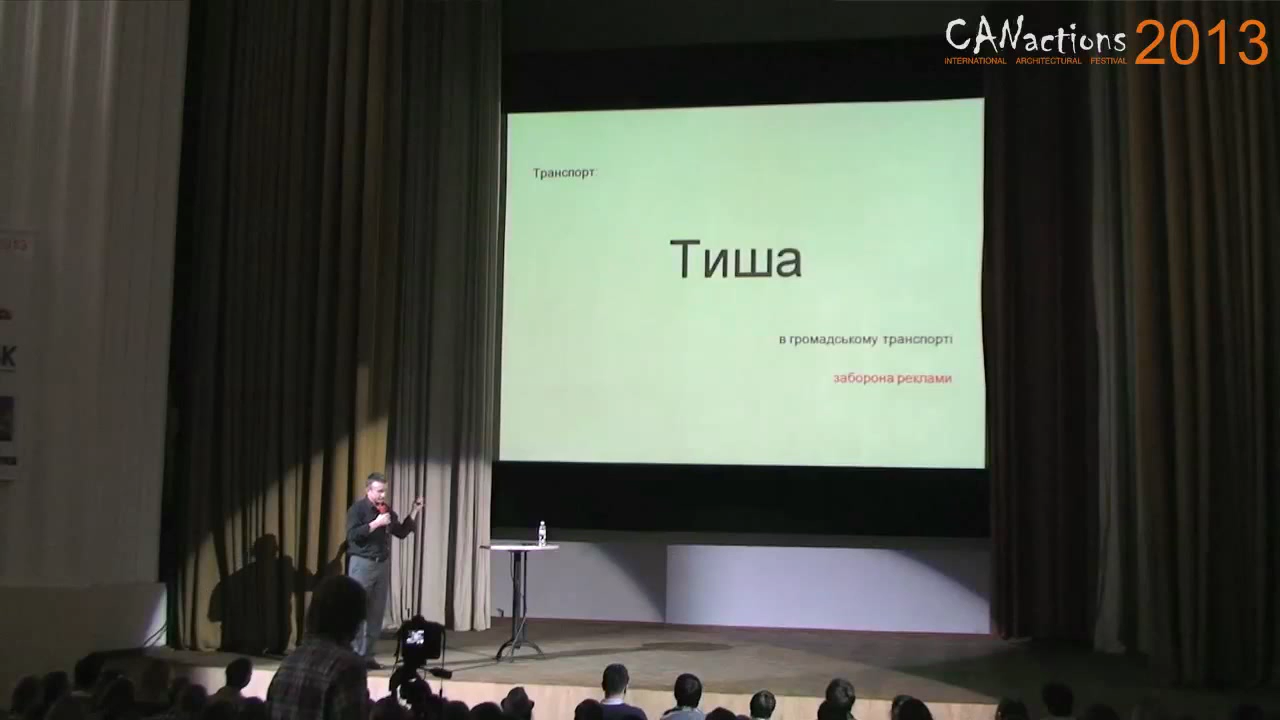 CANactions 2013
INTERNATIONAL ARCHITECTURAL FESTIVAL
Транспорт:
Тиша
в громадському транспорті
заборона реклами